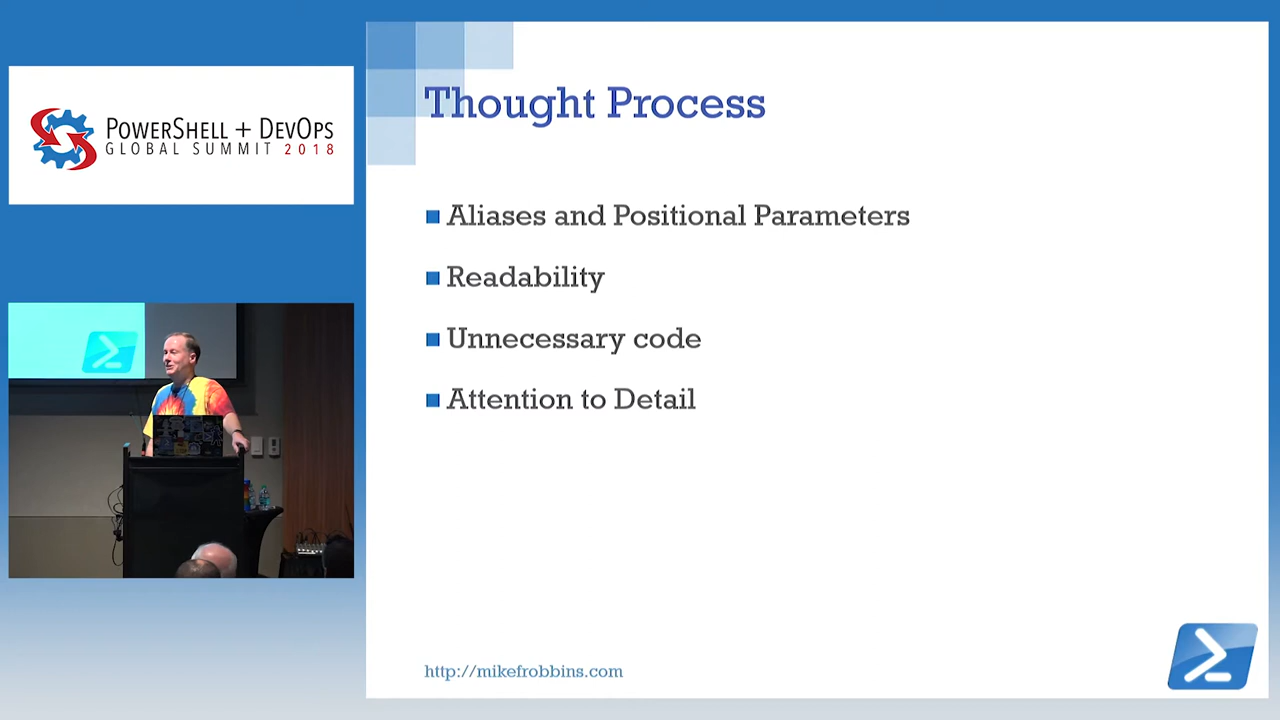 POWERSHELL + DEVOPS
GLOBAL SUMMIT 2018
Thought Process
Aliases and Positional Parameters
Readability
Unnecessary code
Attention to Detail
http://mikefrobbins.com